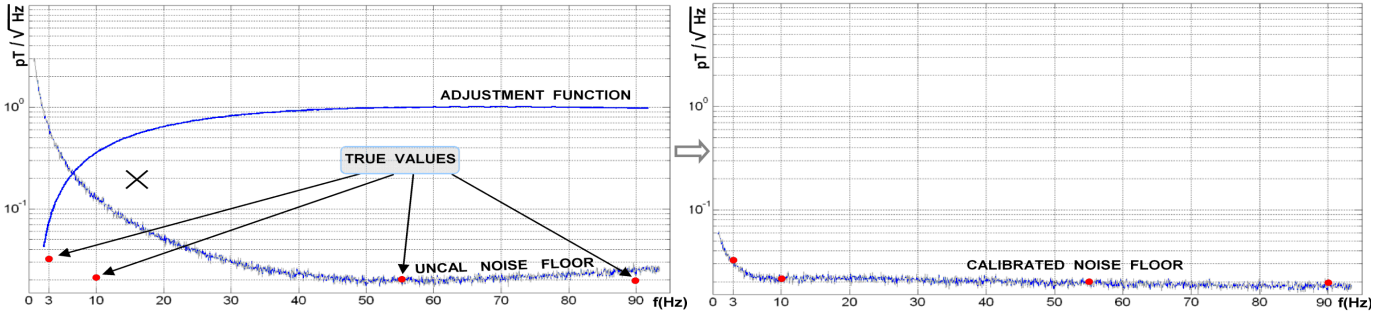 pT / √Hz
10⁰
10⁻¹
ADJUSTMENT FUNCTION
TRUE VALUES
UNCAL NOISE FLOOR
0 3 10 20 30 40 50 60 70 80 90 f(Hz)
pT / √Hz
10⁰
10⁻¹
CALIBRATED NOISE FLOOR
0 3 10 20 30 40 50 60 70 80 90 f(Hz)